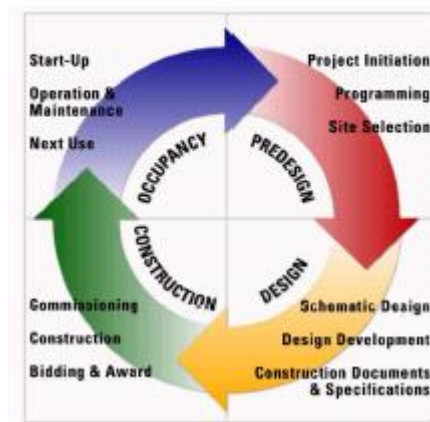 Start-Up
Operation &
Maintenance
Next Use
Project Initiation
Programming
Site Selection
OCCUPANCY
PREDESIGN
CONSTRUCTION
DESIGN
Commissioning
Construction
Bidding & Award
Schematic Design
Design Development
Construction Documents
& Specifications